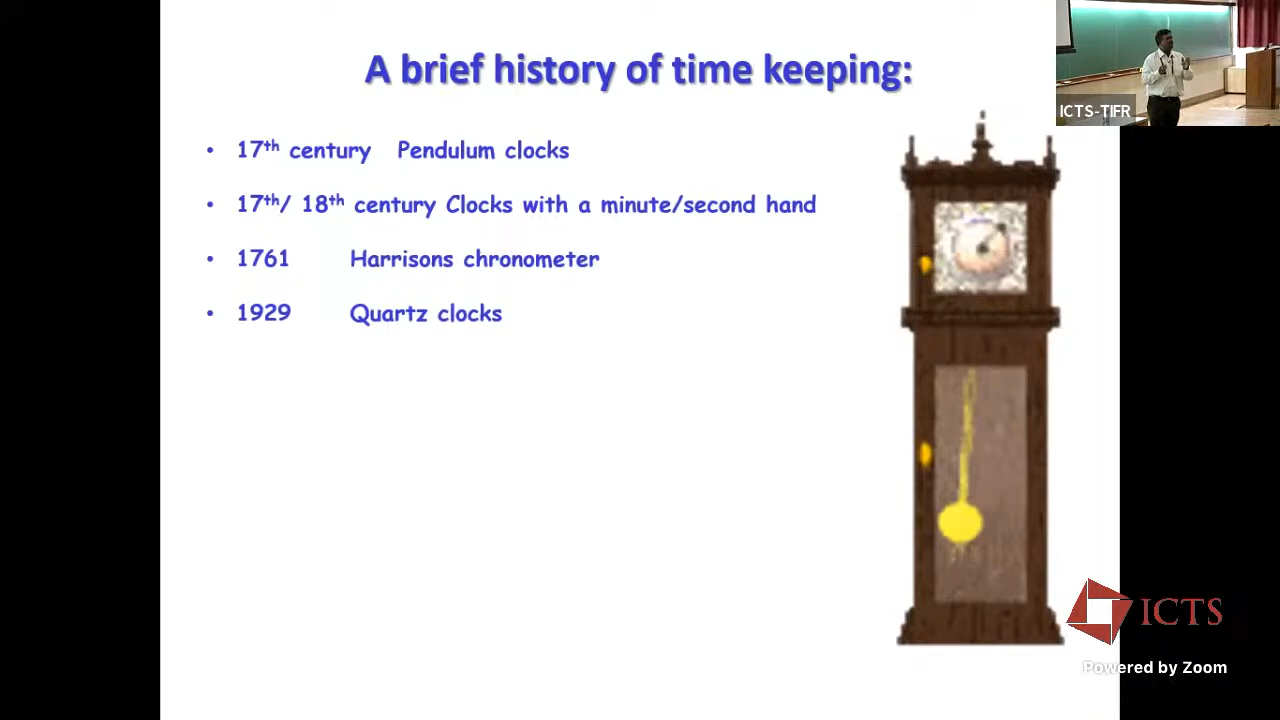 A brief history of time keeping:
ICTS-TIFR
• 17th century Pendulum clocks
• 17th/ 18th century Clocks with a minute/second hand
• 1761 Harrisons chronometer
• 1929 Quartz clocks
ICTS
Powered by Zoom